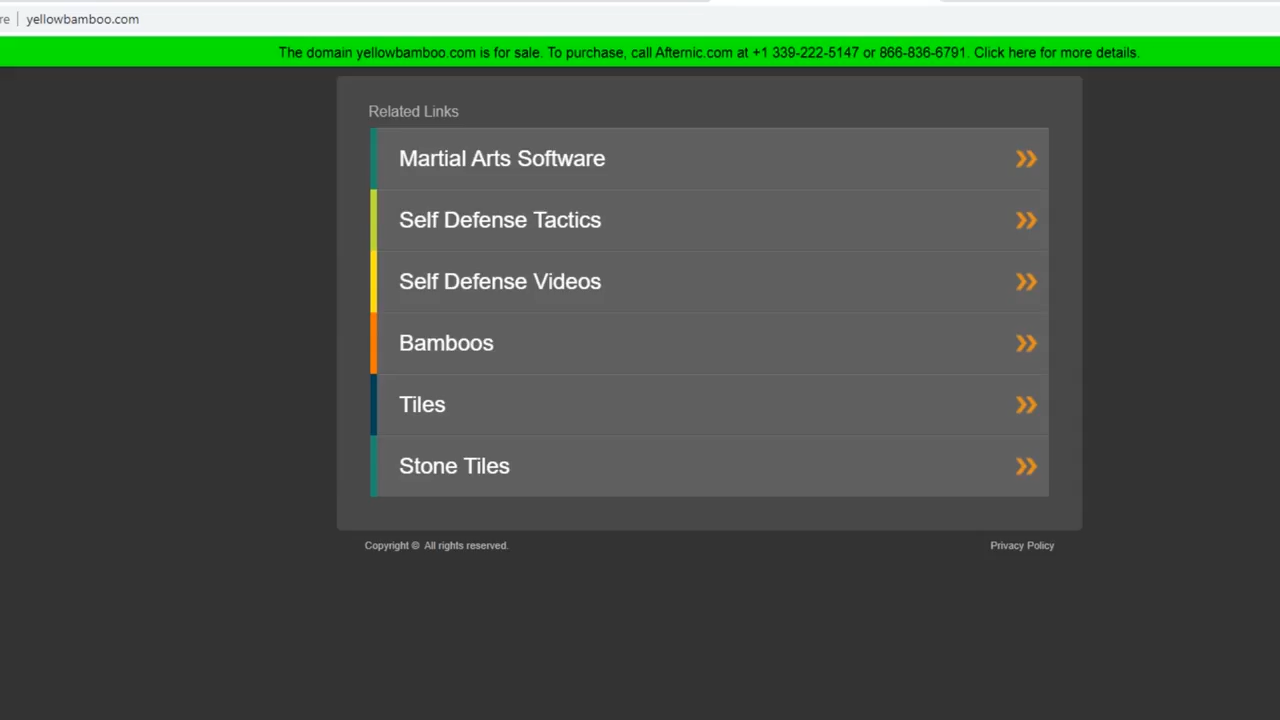 re yellowbamboo.com
The domain yellowbamboo.com is for sale. To purchase, call Afternic.com at +1 339-222-5147 or 866-836-6791. Click here for more details.
Related Links
Martial Arts Software
Self Defense Tactics
Self Defense Videos
Bamboos
Tiles
Stone Tiles
Copyright © All rights reserved. Privacy Policy